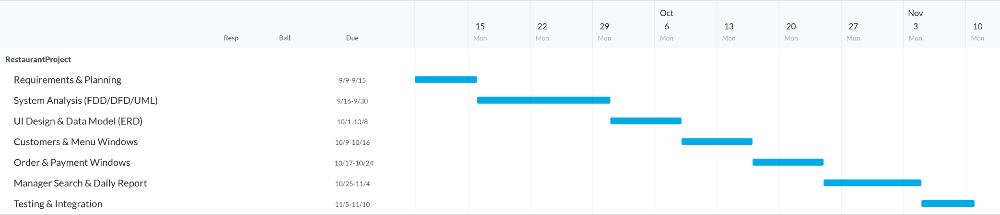 Oct Nov
15 22 29 6 13 20 27 3 10
Resp Ball Due Mon Mon Mon Mon Mon Mon Mon Mon Mon
RestaurantProject
Requirements & Planning 9/9-9/15
System Analysis (FDD/DFD/UML) 9/16-9/30
UI Design & Data Model (ERD) 10/1-10/8
Customers & Menu Windows 10/9-10/16
Order & Payment Windows 10/17-10/24
Manager Search & Daily Report 10/25-11/4
Testing & Integration 11/5-11/10